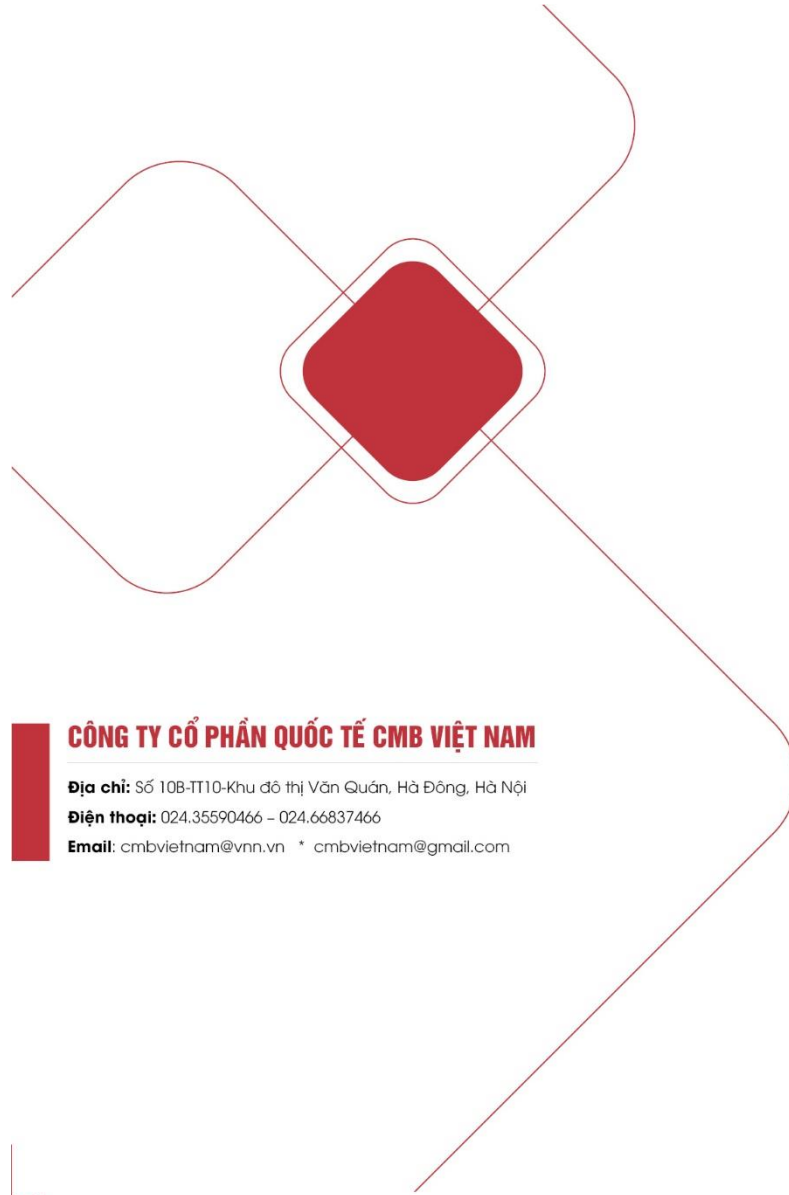 CÔNG TY CỔ PHẦN QUỐC TẾ CMB VIỆT NAM
Địa chỉ: Số 10B-TT10-Khu đô thị Văn Quán, Hà Đông, Hà Nội
Điện thoại: 024.35590466 – 024.66837466
Email: cmbvietnam@vnn.vn * cmbvietnam@gmail.com